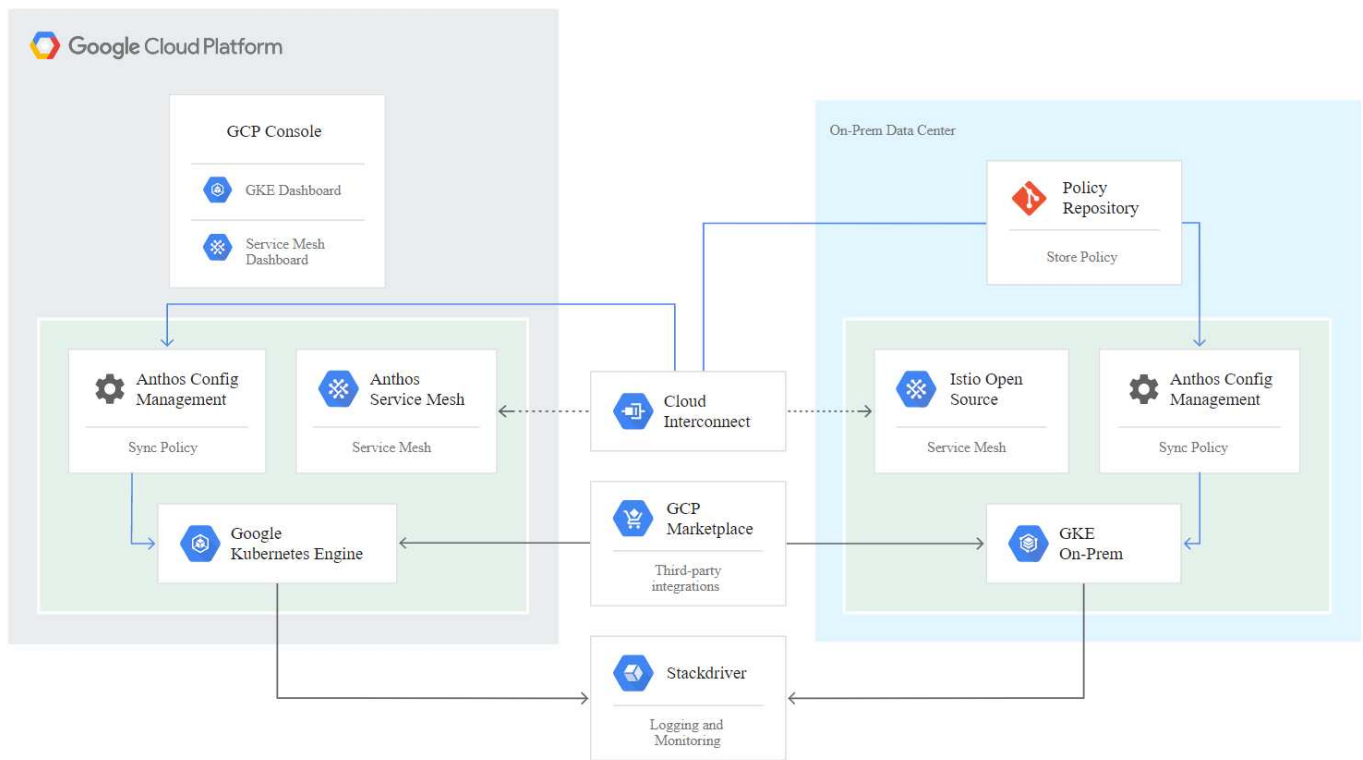 Google Cloud Platform
GCP Console
GKE Dashboard
Service Mesh
Dashboard
On-Prem Data Center
Policy
Repository
Store Policy
Anthos Config
Management
Sync Policy
Anthos
Service Mesh
Service Mesh
Cloud
Interconnect
Istio Open
Source
Service Mesh
Anthos Config
Management
Sync Policy
Google
Kubernetes Engine
GCP
Marketplace
Third-party
integrations
GKE
On-Prem
Stackdriver
Logging and
Monitoring